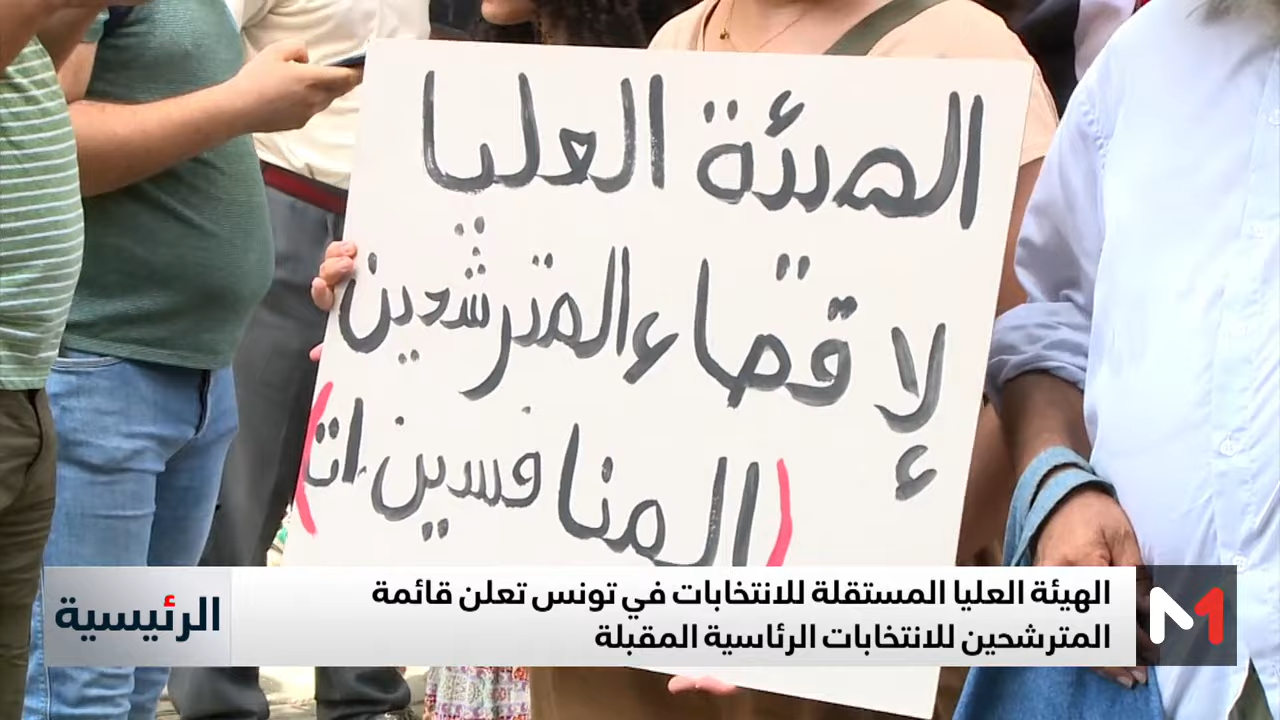 الهيئة العليا
لإقصاء المترشحين
(المنافسين.ات)
الهيئة العليا المستقلة للانتخابات في تونس تعلن قائمة
المترشحين للانتخابات الرئاسية المقبلة
الرئيسية
M1